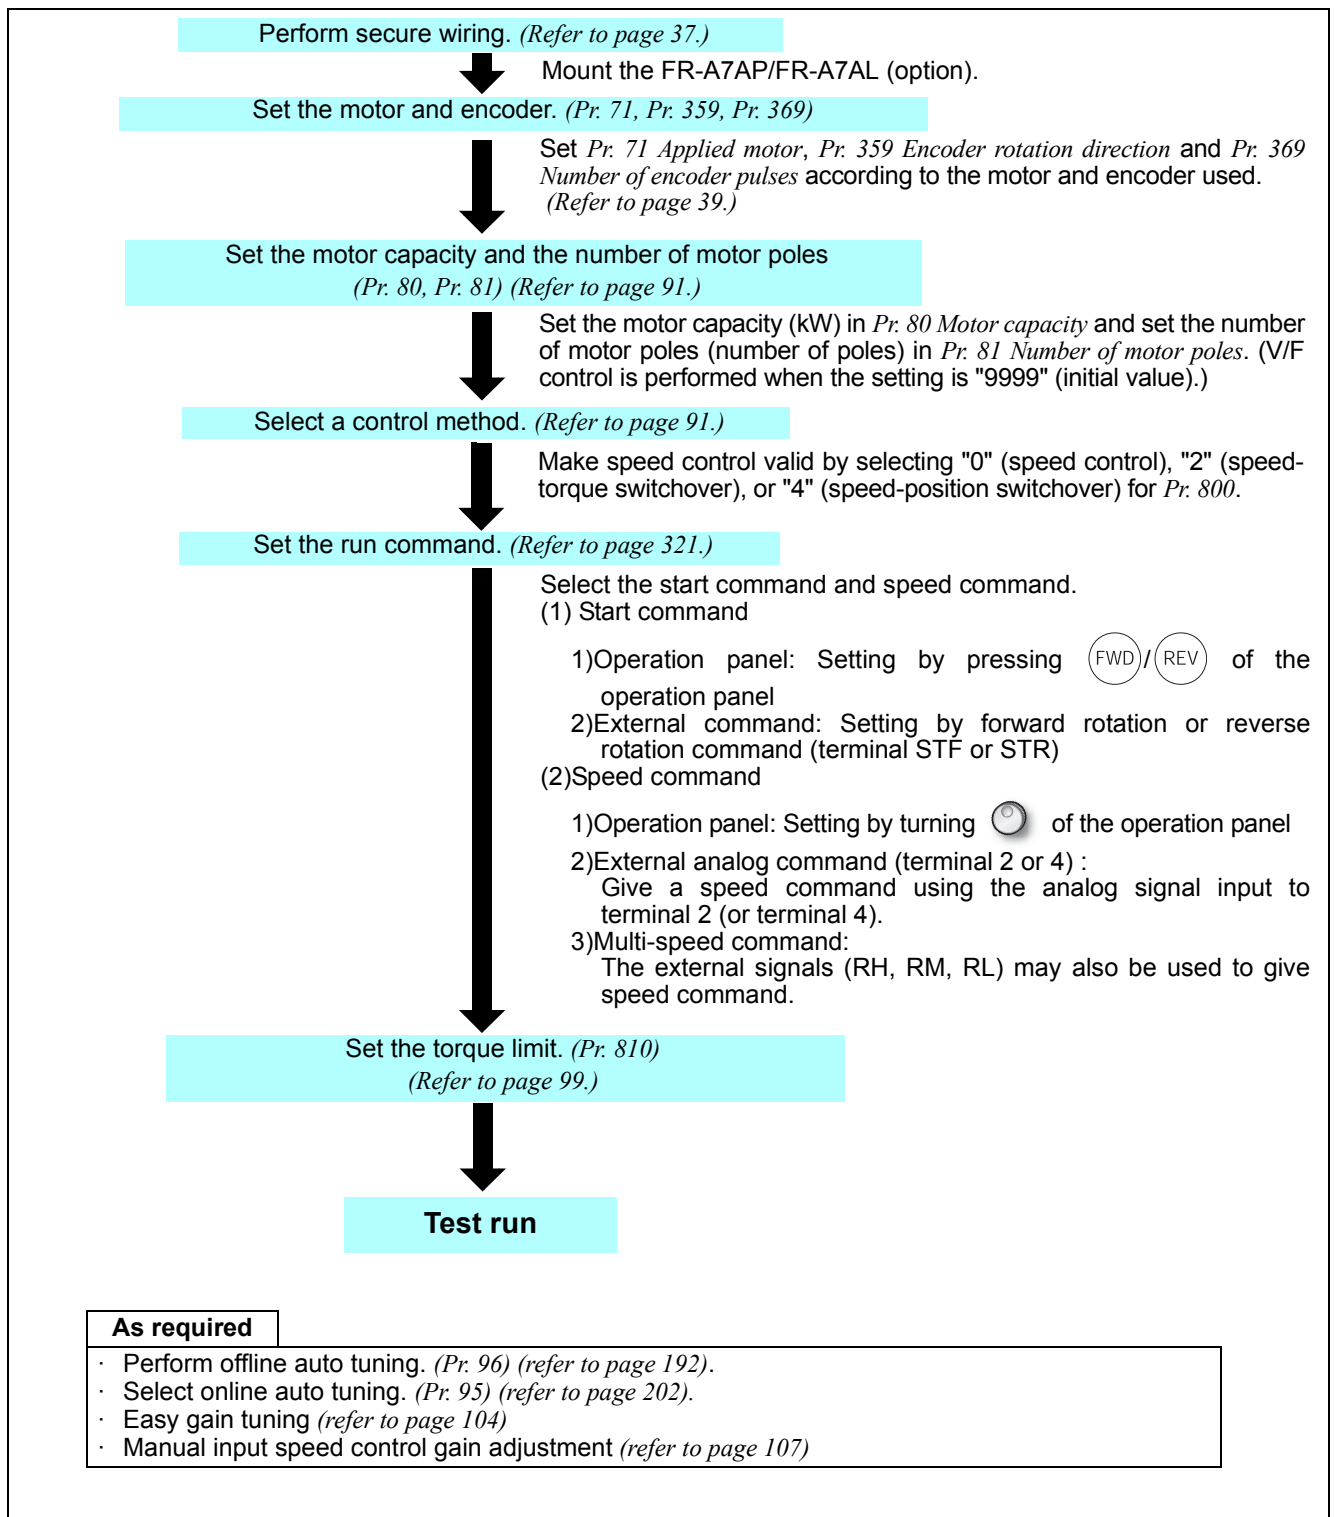 Perform secure wiring. (Refer to page 37.)
Mount the FR-A7AP/FR-A7AL (option).
Set the motor and encoder. (Pr. 71, Pr. 359, Pr. 369)
Set Pr. 71 Applied motor, Pr. 359 Encoder rotation direction and Pr. 369
Number of encoder pulses according to the motor and encoder used.
(Refer to page 39.)
Set the motor capacity and the number of motor poles
(Pr. 80, Pr. 81) (Refer to page 91.)
Set the motor capacity (kW) in Pr. 80 Motor capacity and set the number
of motor poles (number of poles) in Pr. 81 Number of motor poles. (V/F
control is performed when the setting is "9999" (initial value).)
Select a control method. (Refer to page 91.)
Make speed control valid by selecting "0" (speed control), "2" (speed-
torque switchover), or "4" (speed-position switchover) for Pr. 800.
Set the run command. (Refer to page 321.)
Select the start command and speed command.
(1) Start command
1)Operation panel: Setting by pressing FWD/REV of the
operation panel
2)External command: Setting by forward rotation or reverse
rotation command (terminal STF or STR)
(2)Speed command
1)Operation panel: Setting by turning of the operation panel
2)External analog command (terminal 2 or 4) :
Give a speed command using the analog signal input to
terminal 2 (or terminal 4).
3)Multi-speed command:
The external signals (RH, RM, RL) may also be used to give
speed command.
Set the torque limit. (Pr. 810)
(Refer to page 99.)
Test run
As required
· Perform offline auto tuning. (Pr. 96) (refer to page 192).
· Select online auto tuning. (Pr. 95) (refer to page 202).
· Easy gain tuning (refer to page 104)
· Manual input speed control gain adjustment (refer to page 107)